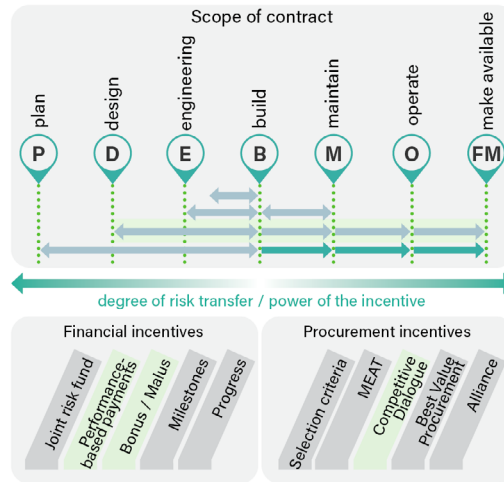 Scope of contract
plan
design
engineering
build
maintain
operate
make available
P
D
E
B
M
O
FM
degree of risk transfer / power of the incentive
Financial incentives
Joint risk fund
Performance-
based payments
Bonus / Malus
Milestones
Progress
Procurement incentives
Selection criteria
MEAT
Competitive
Dialogue
Best Value
Procurement
Alliance